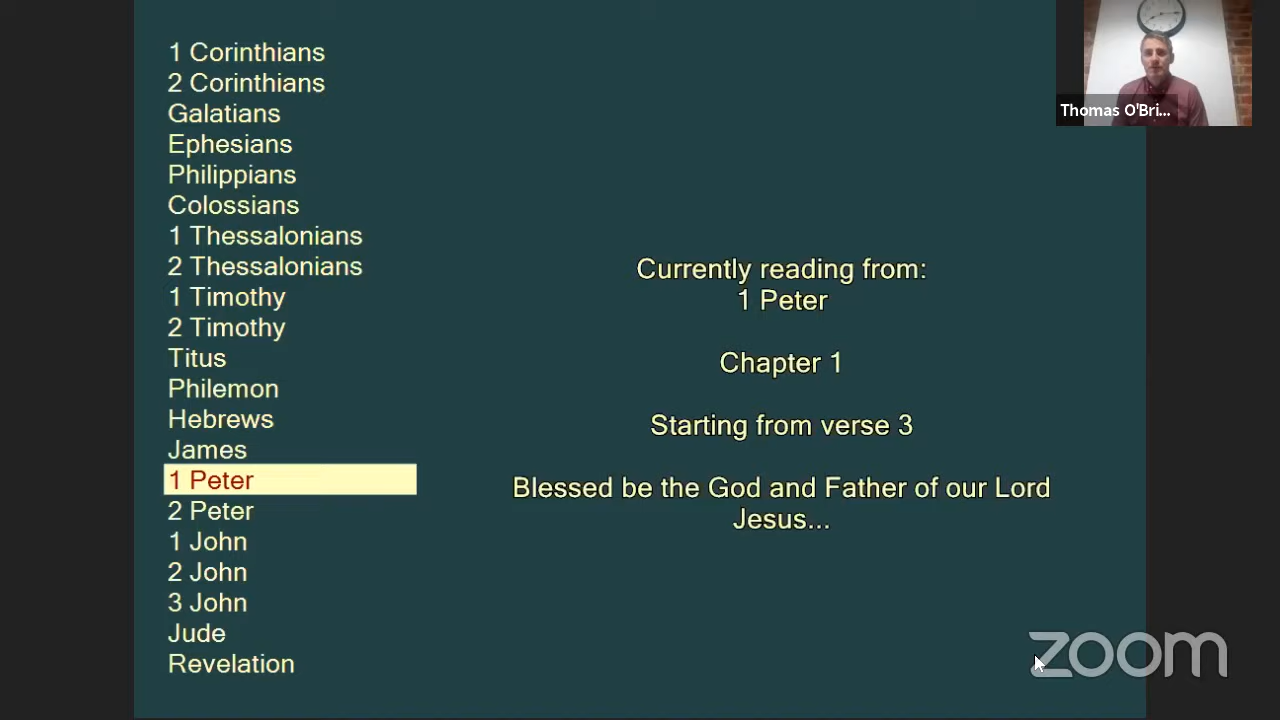 1 Corinthians
2 Corinthians
Galatians
Ephesians
Philippians
Colossians
1 Thessalonians
2 Thessalonians
1 Timothy
2 Timothy
Titus
Philemon
Hebrews
James
1 Peter
2 Peter
1 John
2 John
3 John
Jude
Revelation
Currently reading from:
1 Peter
Chapter 1
Starting from verse 3
Blessed be the God and Father of our Lord
Jesus...
Thomas O'Bri...
zoom